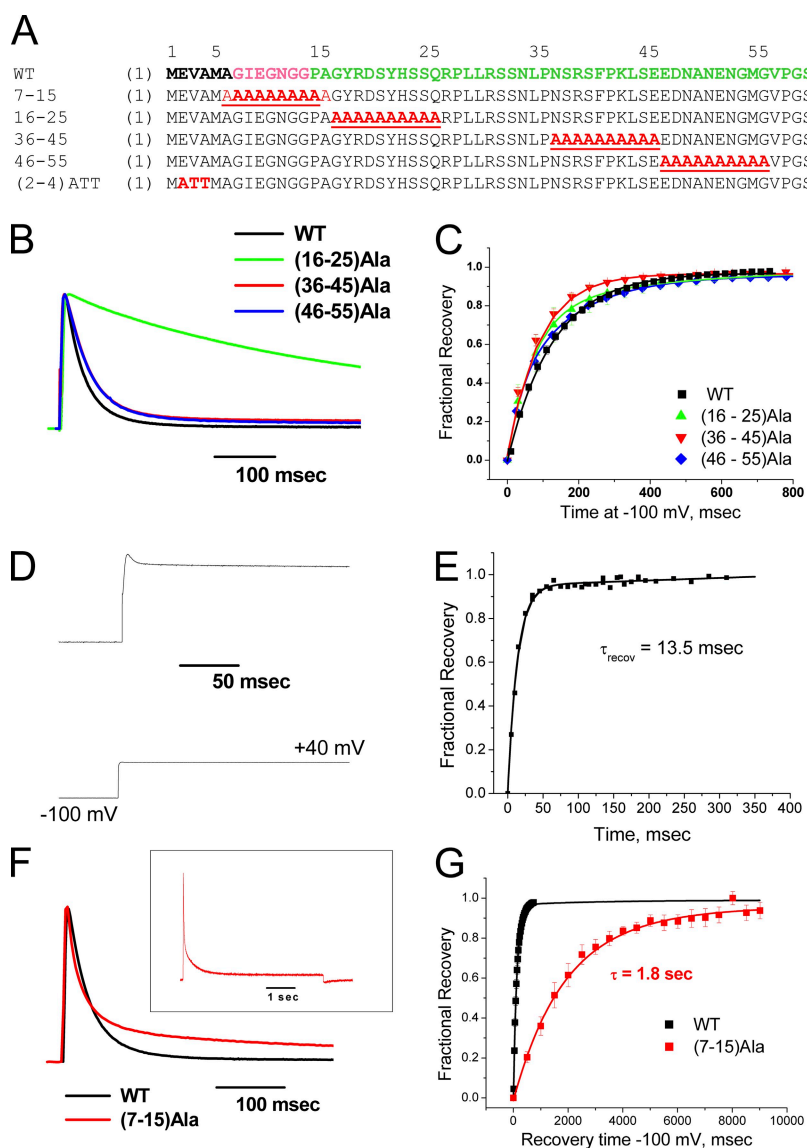 A
1 5 15 25 35 45 55
WT (1) MEVAMAGIEGNGGPAGYRDSYHSSQRPLLRSSNLPNSRSFPKLSEEDNANENGMGVPGS
7-15 (1) MEVAMAAAAAAAAAAGYRDSYHSSQRPLLRSSNLPNSRSFPKLSEEDNANENGMGVPGS
16-25 (1) MEVAMAGIEGNGGPAAAAAAAAAAARPLLRSSNLPNSRSFPKLSEEDNANENGMGVPGS
36-45 (1) MEVAMAGIEGNGGPAGYRDSYHSSQRPLLRSSNLPAAAAAAAAAAEDNANENGMGVPGS
46-55 (1) MEVAMAGIEGNGGPAGYRDSYHSSQRPLLRSSNLPNSRSFPKLSEAAAAAAAAAAVPGS
(2-4)ATT (1) MATTMAGIEGNGGPAGYRDSYHSSQRPLLRSSNLPNSRSFPKLSEEDNANENGMGVPGS
B
WT
(16-25)Ala
(36-45)Ala
(46-55)Ala
100 msec
C
Fractional Recovery
1.0
0.8
0.6
0.4
0.2
0.0
WT
(16 - 25)Ala
(36 - 45)Ala
(46 - 55)Ala
0 200 400 600 800
Time at -100 mV, msec
D
50 msec
+40 mV
-100 mV
E
Fractional Recovery
1.0
0.8
0.6
0.4
0.2
0.0
τrecov = 13.5 msec
0 50 100 150 200 250 300 350 400
Time, msec
F
1 sec
WT
(7-15)Ala
100 msec
G
Fractional Recovery
1.0
0.8
0.6
0.4
0.2
0.0
τ = 1.8 sec
WT
(7-15)Ala
0 2000 4000 6000 8000 10000
Recovery time -100 mV, msec